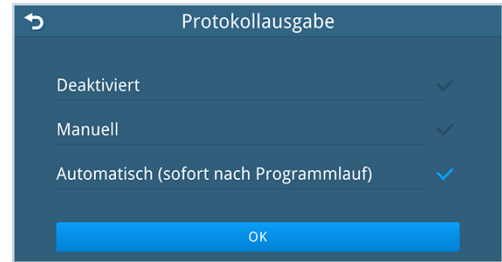 Protokollausgabe
Deaktiviert
Manuell
Automatisch (sofort nach Programmlauf)
OK